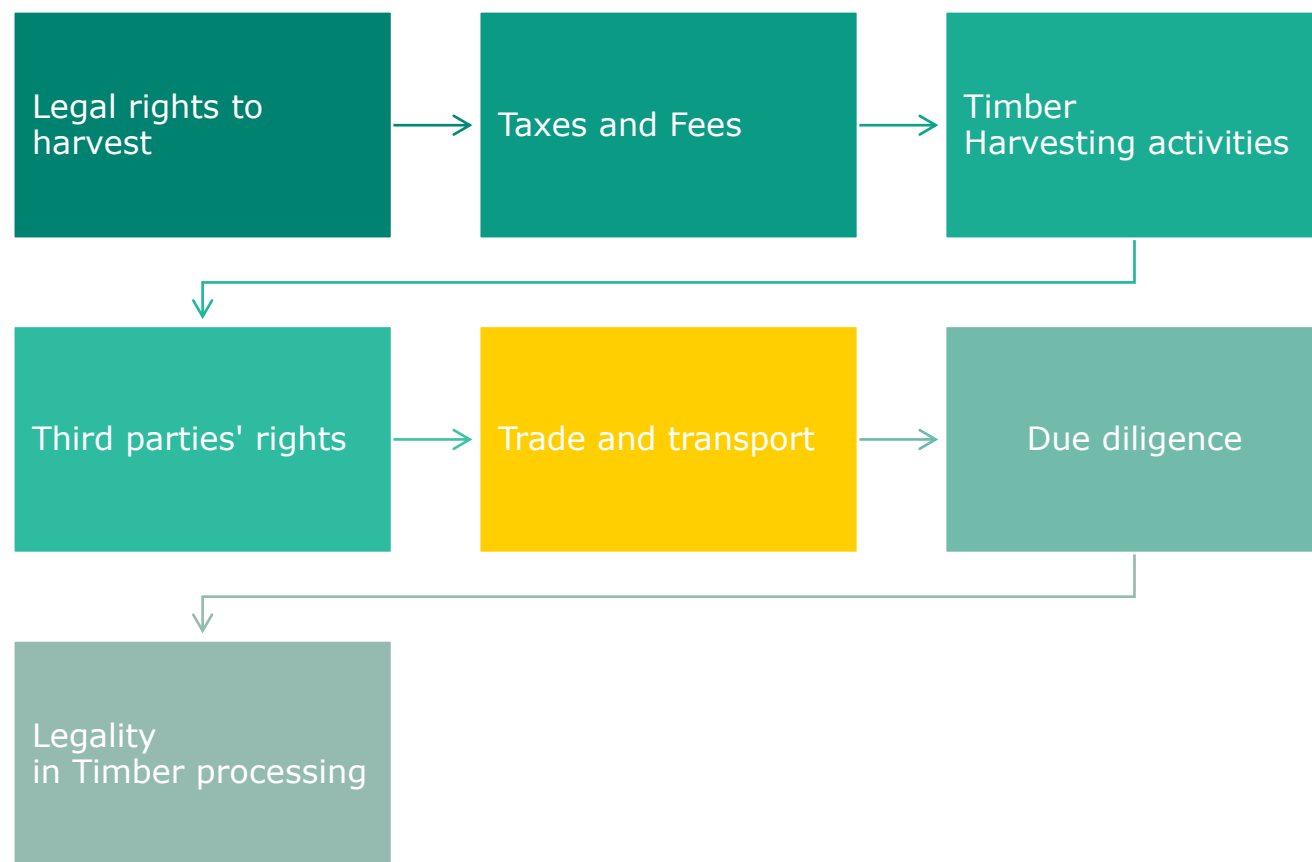 Legal rights to
harvest
Taxes and Fees
Timber
Harvesting activities
Third parties' rights
Trade and transport
Due diligence
Legality
in Timber processing